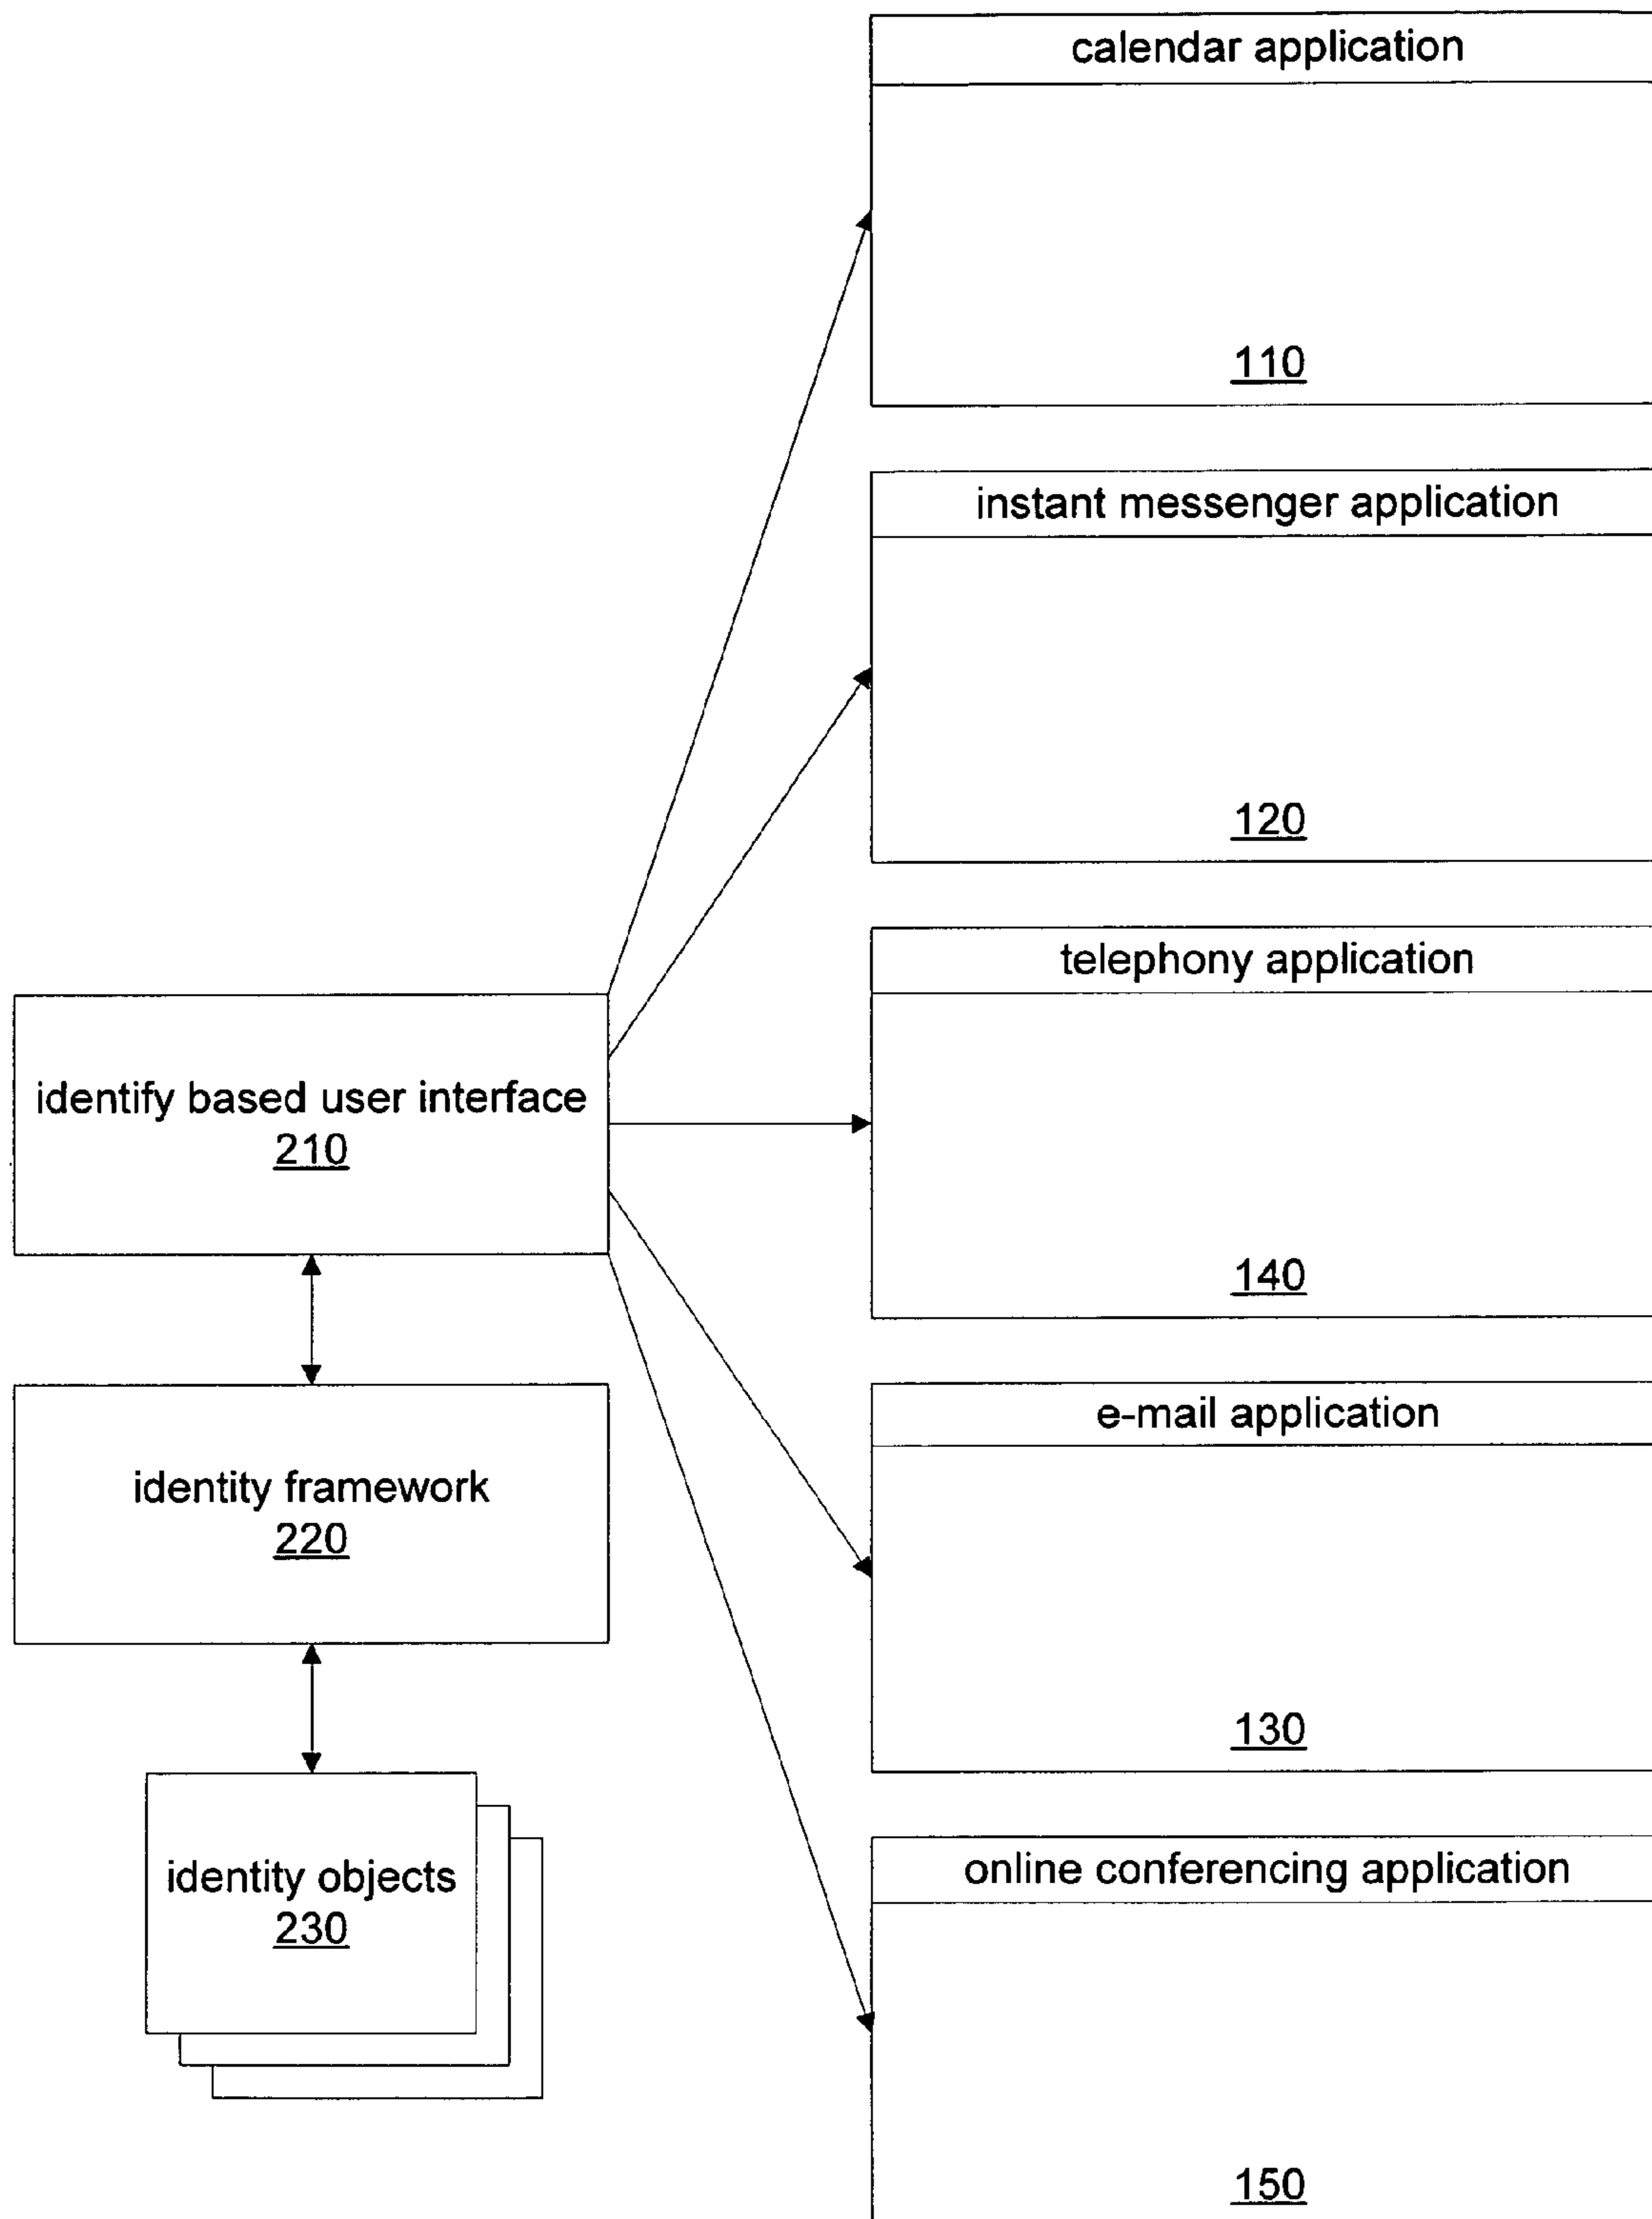 calendar application
110
instant messenger application
120
telephony application
140
identify based user interface
210
identity framework
220
e-mail application
130
identity objects
230
online conferencing application
150